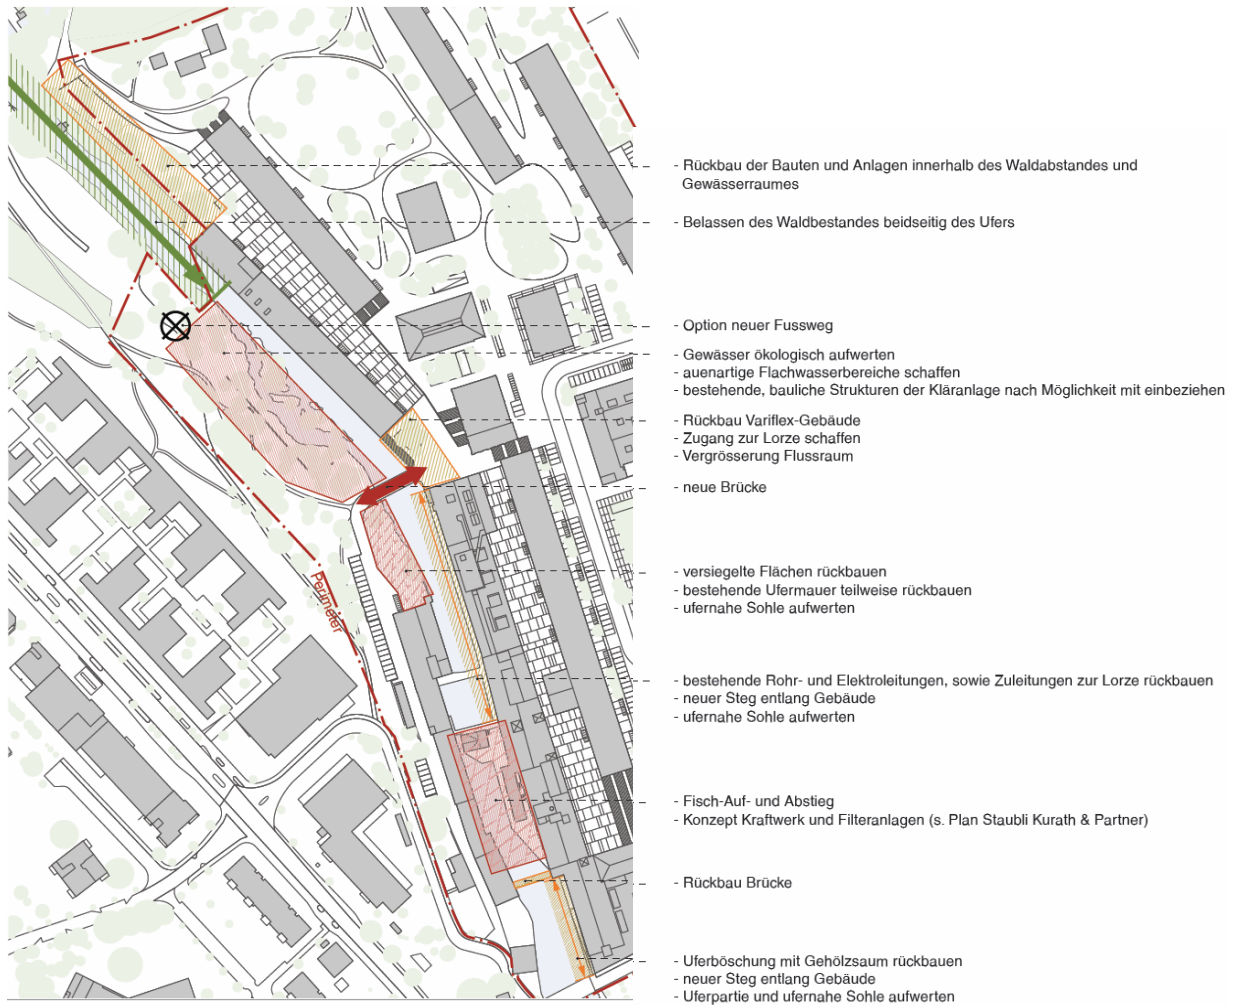 - Rückbau der Bauten und Anlagen innerhalb des Waldabstandes und
Gewässerraumes
- Belassen des Waldbestandes beidseitig des Ufers
- Option neuer Fussweg
- Gewässer ökologisch aufwerten
- auenartige Flachwasserbereiche schaffen
- bestehende, bauliche Strukturen der Kläranlage nach Möglichkeit mit einbeziehen
- Rückbau Variflex-Gebäude
- Zugang zur Lorze schaffen
- Vergrösserung Flussraum
- neue Brücke
Perimeter
- versiegelte Flächen rückbauen
- bestehende Ufermauer teilweise rückbauen
- ufernahe Sohle aufwerten
- bestehende Rohr- und Elektroleitungen, sowie Zuleitungen zur Lorze rückbauen
- neuer Steg entlang Gebäude
- ufernahe Sohle aufwerten
- Fisch-Auf- und Abstieg
- Konzept Kraftwerk und Filteranlagen (s. Plan Staubli Kurath & Partner)
- Rückbau Brücke
- Uferböschung mit Gehölzsaum rückbauen
- neuer Steg entlang Gebäude
- Uferpartie und ufernahe Sohle aufwerten